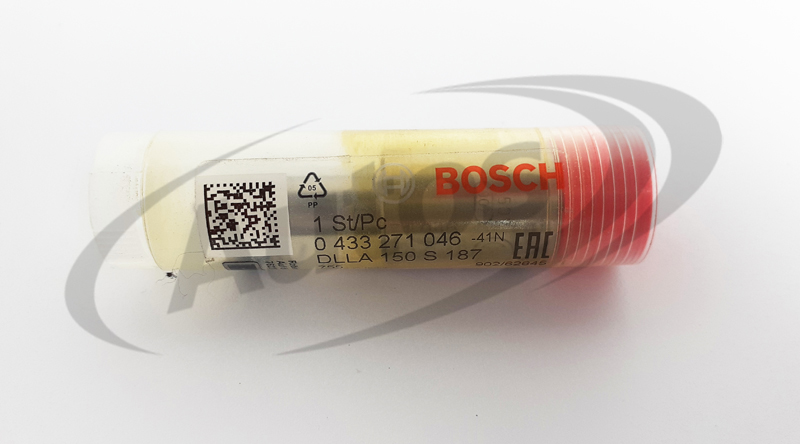 BOSCH
05
PP
1 St/Pc
0 433 271 046 -41N
DLLA 150 S 187
EAC